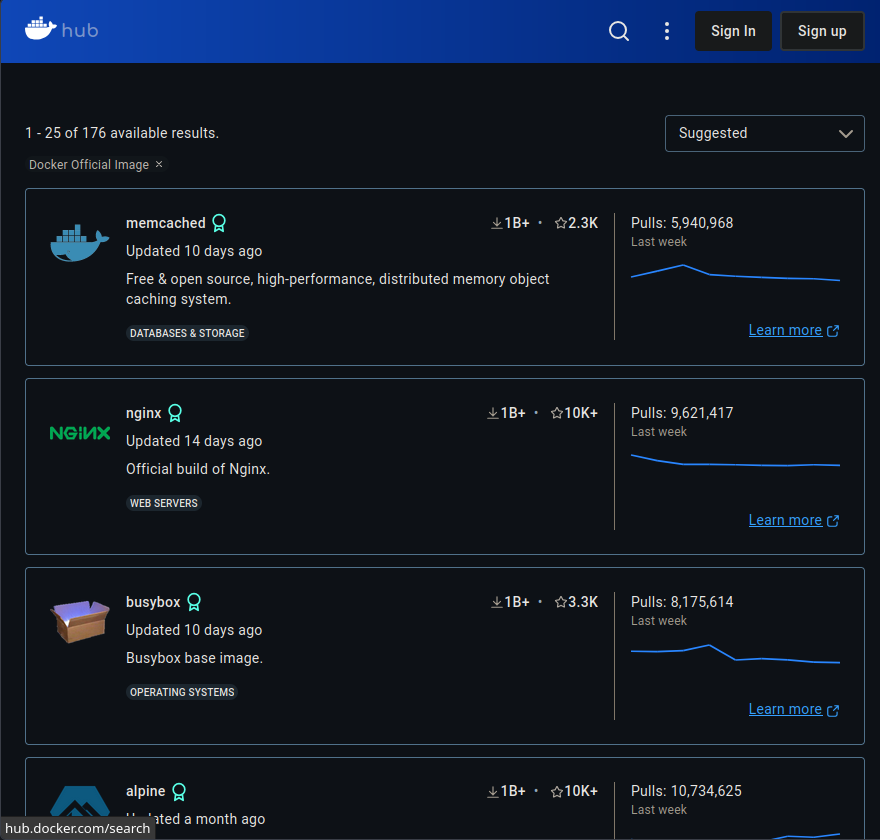 hub
Sign In
Sign up
1 - 25 of 176 available results.
Suggested
Docker Official Image ×
memcached
1B+ • 2.3K
Updated 10 days ago
Free & open source, high-performance, distributed memory object
caching system.
DATABASES & STORAGE
Pulls: 5,940,968
Last week
Learn more
NGINX
nginx
1B+ • 10K+
Updated 14 days ago
Official build of Nginx.
WEB SERVERS
Pulls: 9,621,417
Last week
Learn more
busybox
1B+ • 3.3K
Updated 10 days ago
Busybox base image.
OPERATING SYSTEMS
Pulls: 8,175,614
Last week
Learn more
alpine
1B+ • 10K+
a month ago
Pulls: 10,734,625
Last week
hub.docker.com/search